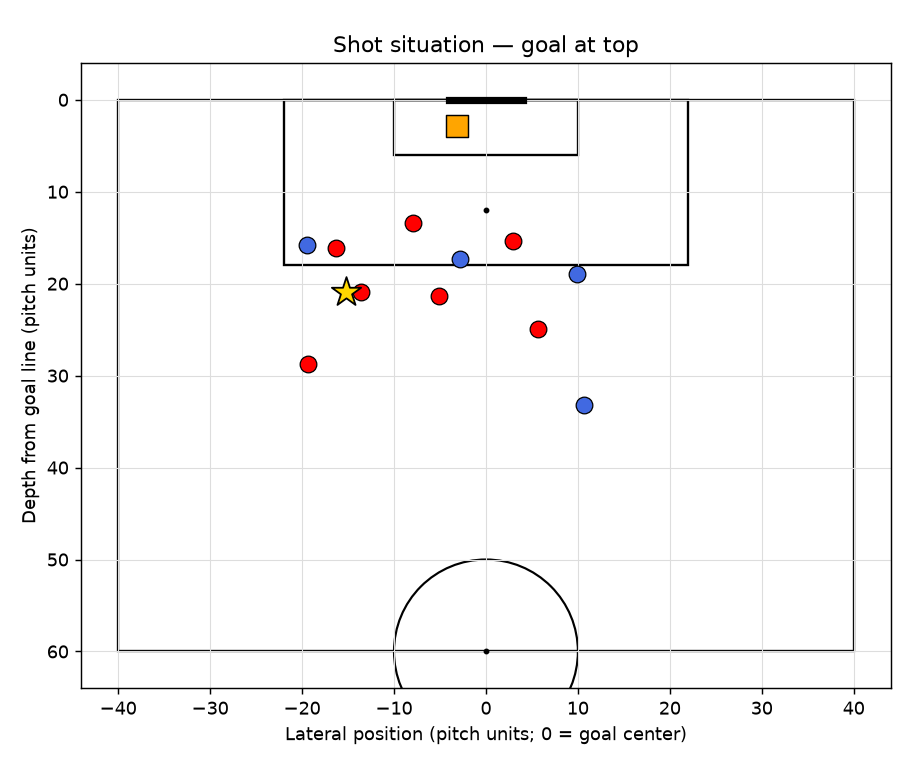 Shot situation — goal at top
Depth from goal line (pitch units)
0
10
20
30
40
50
60
−40 −30 −20 −10 0 10 20 30 40
Lateral position (pitch units; 0 = goal center)